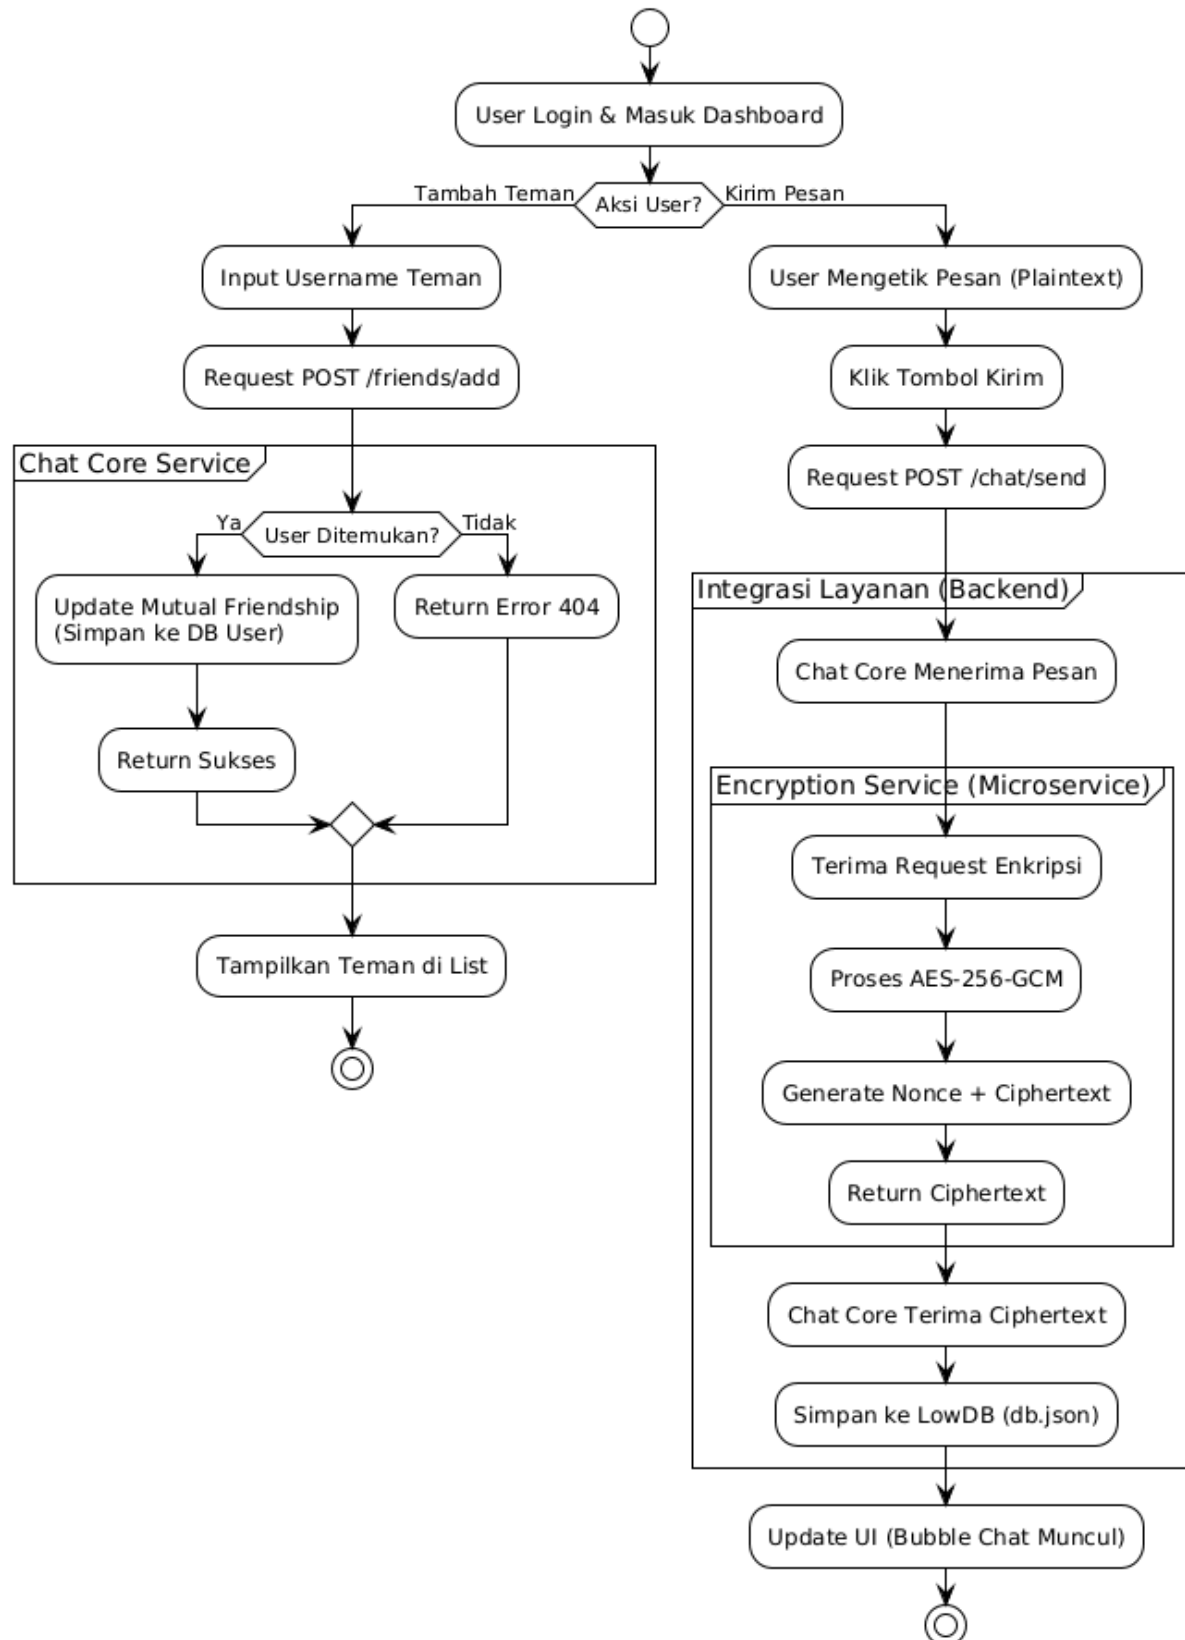 User Login & Masuk Dashboard
Tambah Teman
Aksi User?
Kirim Pesan
Input Username Teman
Request POST /friends/add
Chat Core Service
User Ditemukan?
Ya
Tidak
Update Mutual Friendship
(Simpan ke DB User)
Return Sukses
Return Error 404
Tampilkan Teman di List
User Mengetik Pesan (Plaintext)
Klik Tombol Kirim
Request POST /chat/send
Integrasi Layanan (Backend)
Chat Core Menerima Pesan
Encryption Service (Microservice)
Terima Request Enkripsi
Proses AES-256-GCM
Generate Nonce + Ciphertext
Return Ciphertext
Chat Core Terima Ciphertext
Simpan ke LowDB (db.json)
Update UI (Bubble Chat Muncul)